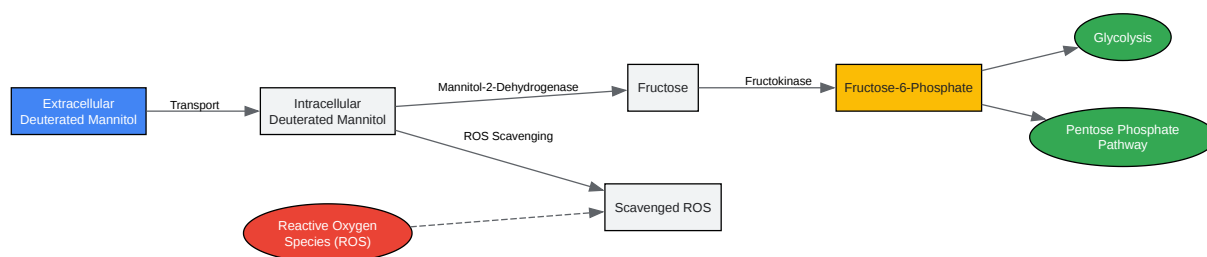 Extracellular
Deuterated Mannitol
Transport
Intracellular
Deuterated Mannitol
Mannitol-2-Dehydrogenase
Fructose
Fructokinase
Fructose-6-Phosphate
Glycolysis
Pentose Phosphate
Pathway
ROS Scavenging
Scavenged ROS
Reactive Oxygen
Species (ROS)